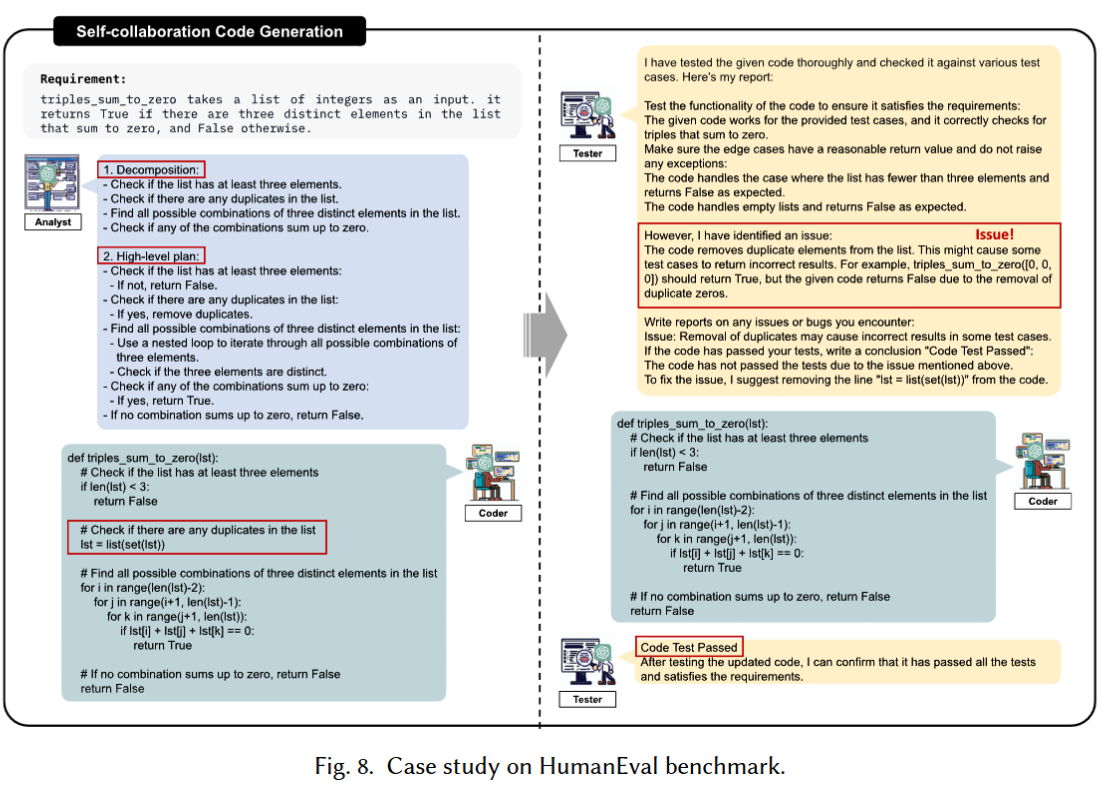 Self-collaboration Code Generation
Requirement:
triples_sum_to_zero takes a list of integers as an input. it
returns True if there are three distinct elements in the list
that sum to zero, and False otherwise.
Analyst
1. Decomposition:
- Check if the list has at least three elements.
- Check if there are any duplicates in the list.
- Find all possible combinations of three distinct elements in the list.
- Check if any of the combinations sum up to zero.
2. High-level plan:
- Check if the list has at least three elements:
- If not, return False.
- Check if there are any duplicates in the list:
- If yes, remove duplicates.
- Find all possible combinations of three distinct elements in the list:
- Use a nested loop to iterate through all possible combinations of
three elements.
- Check if the three elements are distinct.
- Check if any of the combinations sum up to zero:
- If yes, return True.
- If no combination sums up to zero, return False.
def triples_sum_to_zero(lst):
# Check if the list has at least three elements
if len(lst) < 3:
return False
# Check if there are any duplicates in the list
lst = list(set(lst))
# Find all possible combinations of three distinct elements in the list
for i in range(len(lst)-2):
for j in range(i+1, len(lst)-1):
for k in range(j+1, len(lst)):
if lst[i] + lst[j] + lst[k] == 0:
return True
# If no combination sums up to zero, return False
return False
Coder
Tester
I have tested the given code thoroughly and checked it against various test
cases. Here's my report:
Test the functionality of the code to ensure it satisfies the requirements:
The given code works for the provided test cases, and it correctly checks for
triples that sum to zero.
Make sure the edge cases have a reasonable return value and do not raise
any exceptions:
The code handles the case where the list has fewer than three elements and
returns False as expected.
The code handles empty lists and returns False as expected.
However, I have identified an issue:
Issue!
The code removes duplicate elements from the list. This might cause some
test cases to return incorrect results. For example, triples_sum_to_zero([0, 0,
0]) should return True, but the given code returns False due to the removal of
duplicate zeros.
Write reports on any issues or bugs you encounter:
Issue: Removal of duplicates may cause incorrect results in some test cases.
If the code has passed your tests, write a conclusion "Code Test Passed":
The code has not passed the tests due to the issue mentioned above.
To fix the issue, I suggest removing the line "lst = list(set(lst))" from the code.
def triples_sum_to_zero(lst):
# Check if the list has at least three elements
if len(lst) < 3:
return False
# Find all possible combinations of three distinct elements in the list
for i in range(len(lst)-2):
for j in range(i+1, len(lst)-1):
for k in range(j+1, len(lst)):
if lst[i] + lst[j] + lst[k] == 0:
return True
# If no combination sums up to zero, return False
return False
Coder
Code Test Passed
After testing the updated code, I can confirm that it has passed all the tests
and satisfies the requirements.
Tester
Fig. 8. Case study on HumanEval benchmark.